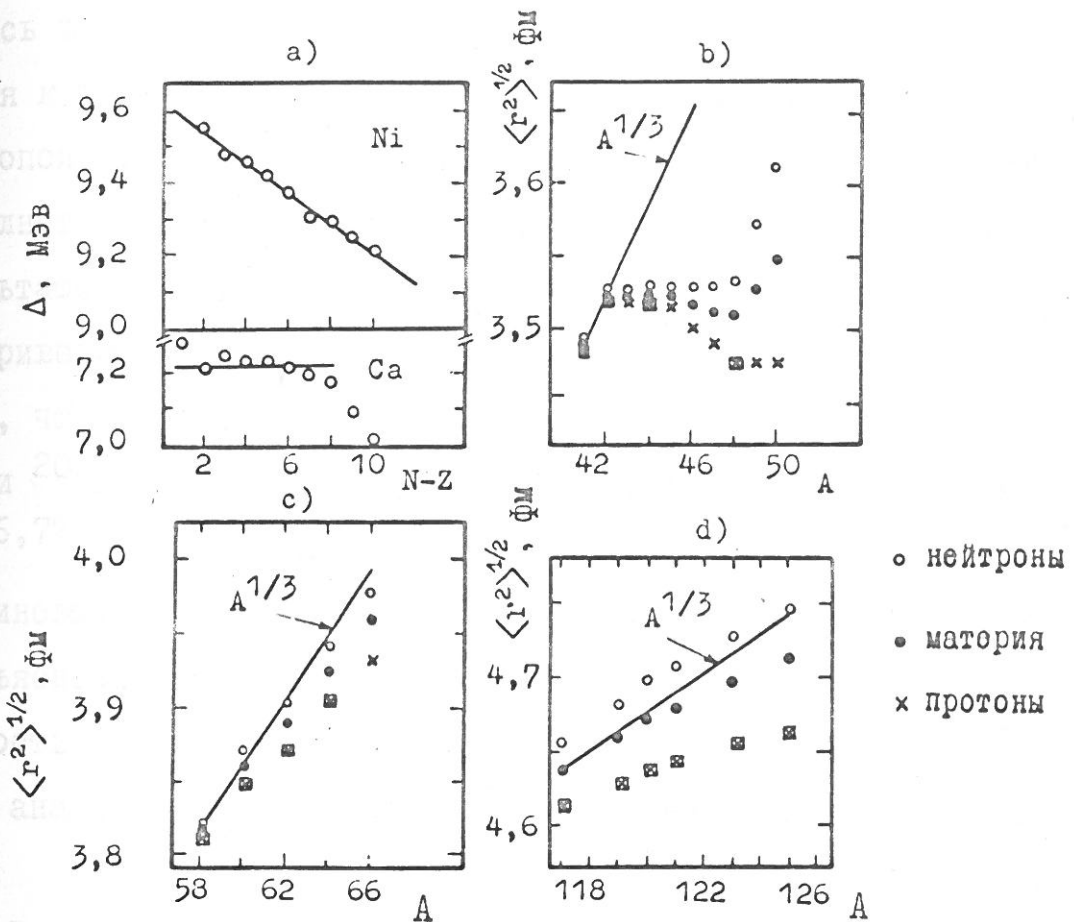 a)
Δ, Мэв
9,6
9,4
9,2
9,0
7,2
7,0
Ni
Ca
2 6 10
N-Z
b)
<r²>^1/2, фм
3,6
3,5
A^1/3
42 46 50
A
c)
<r²>^1/2, фм
4,0
3,9
3,8
A^1/3
58 62 66
A
d)
<r²>^1/2, фм
4,7
4,6
A^1/3
118 122 126
A
нейтроны
матория
протоны